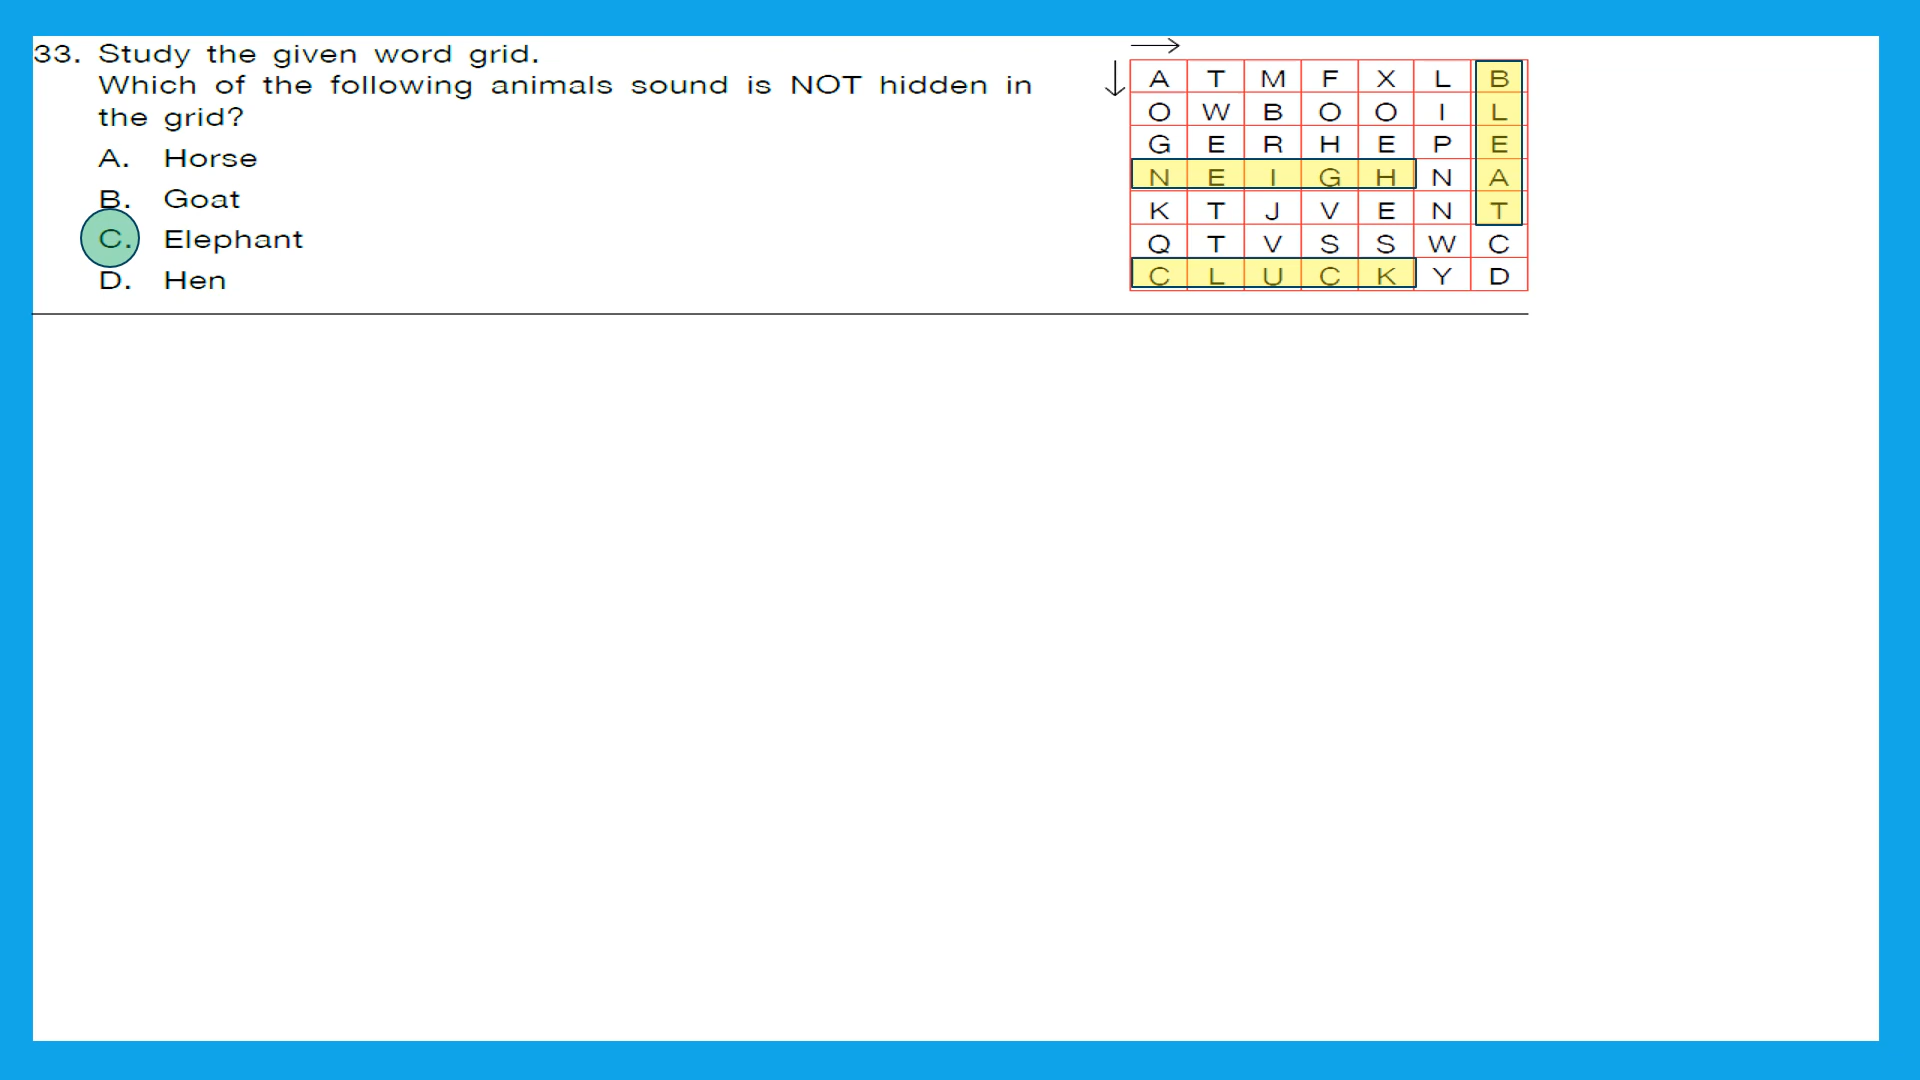 33. Study the given word grid.
Which of the following animals sound is NOT hidden in
the grid?
A. Horse
B. Goat
C. Elephant
D. Hen
A T M F X L B
O W B O O I L
G E R H E P E
N E I G H N A
K T J V E N T
Q T V S S W C
C L U C K Y D